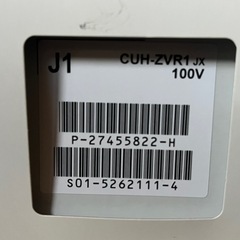 J1 CUH-ZVR1 JX
100V
P-27455822-H
S01-5262111-4